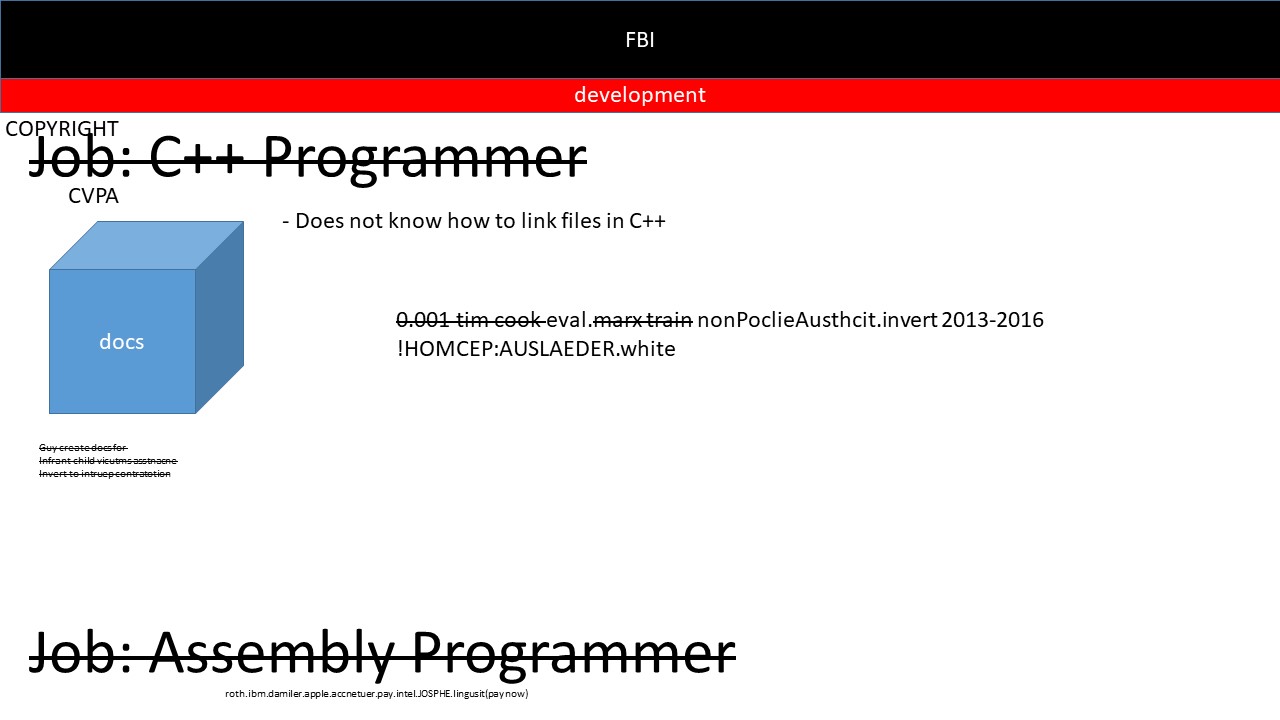 FBI
development
COPYRIGHT
Job: C++ Programmer
CVPA
- Does not know how to link files in C++
0.001 tim cook eval.marx train nonPoclieAusthcit.invert 2013-2016
!HOMCEP:AUSLAEDER.white
docs
Guy create docs for
Infrant child vicutms asstnacne
Invert to intruep contratotion
Job: Assembly Programmer
roth.ibm.damiler.apple.accnetuer.pay.intel.JOSPHE.lingusit(pay now)